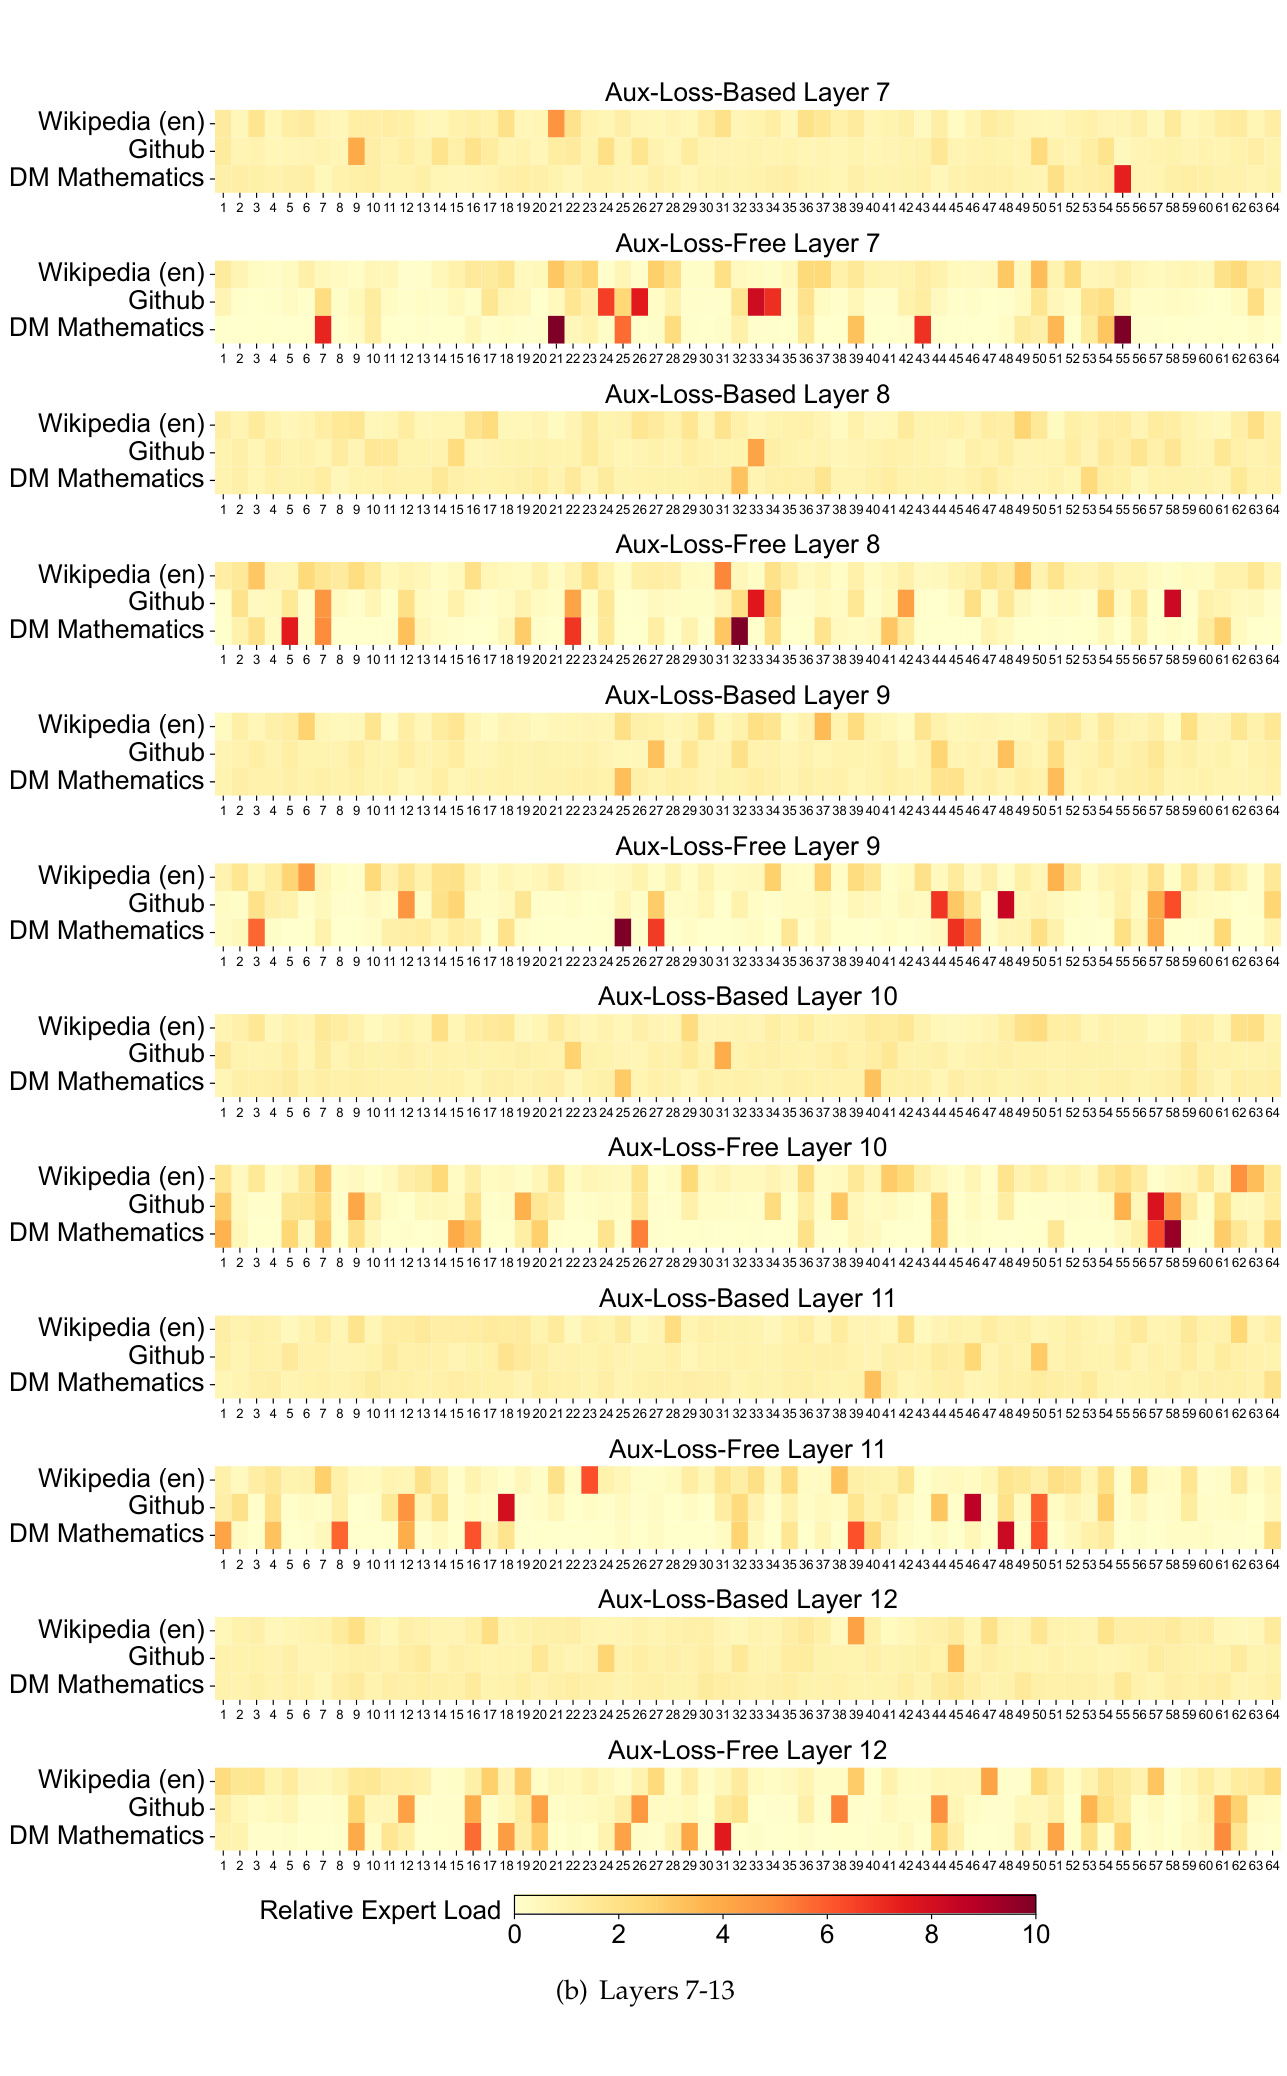 Aux-Loss-Based Layer 7
Wikipedia (en)
Github
DM Mathematics
1 2 3 4 5 6 7 8 9 10 11 12 13 14 15 16 17 18 19 20 21 22 23 24 25 26 27 28 29 30 31 32 33 34 35 36 37 38 39 40 41 42 43 44 45 46 47 48 49 50 51 52 53 54 55 56 57 58 59 60 61 62 63 64
Aux-Loss-Free Layer 7
Wikipedia (en)
Github
DM Mathematics
1 2 3 4 5 6 7 8 9 10 11 12 13 14 15 16 17 18 19 20 21 22 23 24 25 26 27 28 29 30 31 32 33 34 35 36 37 38 39 40 41 42 43 44 45 46 47 48 49 50 51 52 53 54 55 56 57 58 59 60 61 62 63 64
Aux-Loss-Based Layer 8
Wikipedia (en)
Github
DM Mathematics
1 2 3 4 5 6 7 8 9 10 11 12 13 14 15 16 17 18 19 20 21 22 23 24 25 26 27 28 29 30 31 32 33 34 35 36 37 38 39 40 41 42 43 44 45 46 47 48 49 50 51 52 53 54 55 56 57 58 59 60 61 62 63 64
Aux-Loss-Free Layer 8
Wikipedia (en)
Github
DM Mathematics
1 2 3 4 5 6 7 8 9 10 11 12 13 14 15 16 17 18 19 20 21 22 23 24 25 26 27 28 29 30 31 32 33 34 35 36 37 38 39 40 41 42 43 44 45 46 47 48 49 50 51 52 53 54 55 56 57 58 59 60 61 62 63 64
Aux-Loss-Based Layer 9
Wikipedia (en)
Github
DM Mathematics
1 2 3 4 5 6 7 8 9 10 11 12 13 14 15 16 17 18 19 20 21 22 23 24 25 26 27 28 29 30 31 32 33 34 35 36 37 38 39 40 41 42 43 44 45 46 47 48 49 50 51 52 53 54 55 56 57 58 59 60 61 62 63 64
Aux-Loss-Free Layer 9
Wikipedia (en)
Github
DM Mathematics
1 2 3 4 5 6 7 8 9 10 11 12 13 14 15 16 17 18 19 20 21 22 23 24 25 26 27 28 29 30 31 32 33 34 35 36 37 38 39 40 41 42 43 44 45 46 47 48 49 50 51 52 53 54 55 56 57 58 59 60 61 62 63 64
Aux-Loss-Based Layer 10
Wikipedia (en)
Github
DM Mathematics
1 2 3 4 5 6 7 8 9 10 11 12 13 14 15 16 17 18 19 20 21 22 23 24 25 26 27 28 29 30 31 32 33 34 35 36 37 38 39 40 41 42 43 44 45 46 47 48 49 50 51 52 53 54 55 56 57 58 59 60 61 62 63 64
Aux-Loss-Free Layer 10
Wikipedia (en)
Github
DM Mathematics
1 2 3 4 5 6 7 8 9 10 11 12 13 14 15 16 17 18 19 20 21 22 23 24 25 26 27 28 29 30 31 32 33 34 35 36 37 38 39 40 41 42 43 44 45 46 47 48 49 50 51 52 53 54 55 56 57 58 59 60 61 62 63 64
Aux-Loss-Based Layer 11
Wikipedia (en)
Github
DM Mathematics
1 2 3 4 5 6 7 8 9 10 11 12 13 14 15 16 17 18 19 20 21 22 23 24 25 26 27 28 29 30 31 32 33 34 35 36 37 38 39 40 41 42 43 44 45 46 47 48 49 50 51 52 53 54 55 56 57 58 59 60 61 62 63 64
Aux-Loss-Free Layer 11
Wikipedia (en)
Github
DM Mathematics
1 2 3 4 5 6 7 8 9 10 11 12 13 14 15 16 17 18 19 20 21 22 23 24 25 26 27 28 29 30 31 32 33 34 35 36 37 38 39 40 41 42 43 44 45 46 47 48 49 50 51 52 53 54 55 56 57 58 59 60 61 62 63 64
Aux-Loss-Based Layer 12
Wikipedia (en)
Github
DM Mathematics
1 2 3 4 5 6 7 8 9 10 11 12 13 14 15 16 17 18 19 20 21 22 23 24 25 26 27 28 29 30 31 32 33 34 35 36 37 38 39 40 41 42 43 44 45 46 47 48 49 50 51 52 53 54 55 56 57 58 59 60 61 62 63 64
Aux-Loss-Free Layer 12
Wikipedia (en)
Github
DM Mathematics
1 2 3 4 5 6 7 8 9 10 11 12 13 14 15 16 17 18 19 20 21 22 23 24 25 26 27 28 29 30 31 32 33 34 35 36 37 38 39 40 41 42 43 44 45 46 47 48 49 50 51 52 53 54 55 56 57 58 59 60 61 62 63 64
Relative Expert Load
0 2 4 6 8 10
(b) Layers 7-13